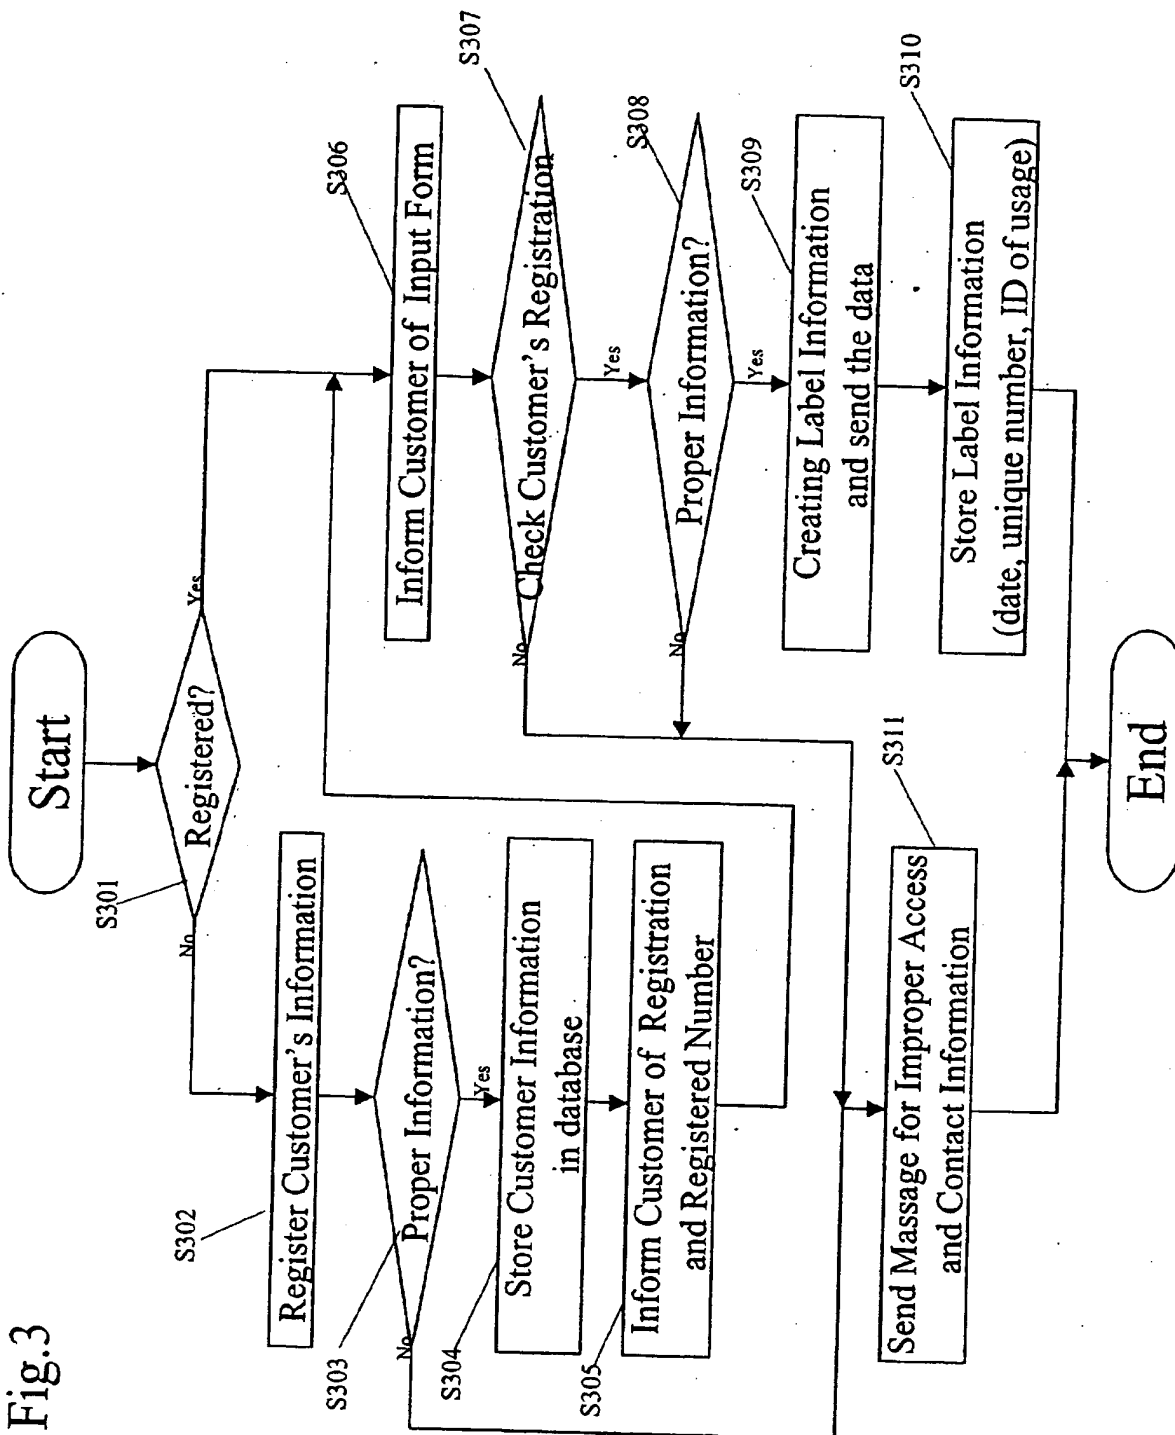 Fig.3
Start
S301
Registered?
Yes
No
S302
Register Customer's Information
S303
Proper Information?
No
Yes
S304
Store Customer Information
in database
S305
Inform Customer of Registration
and Registered Number
S306
Inform Customer of Input Form
S307
Check Customer's Registration
No
Yes
S308
Proper Information?
No
Yes
S309
Creating Label Information
and send the data
S310
Store Label Information
(date, unique number, ID of usage)
S311
Send Massage for Improper Access
and Contact Information
End